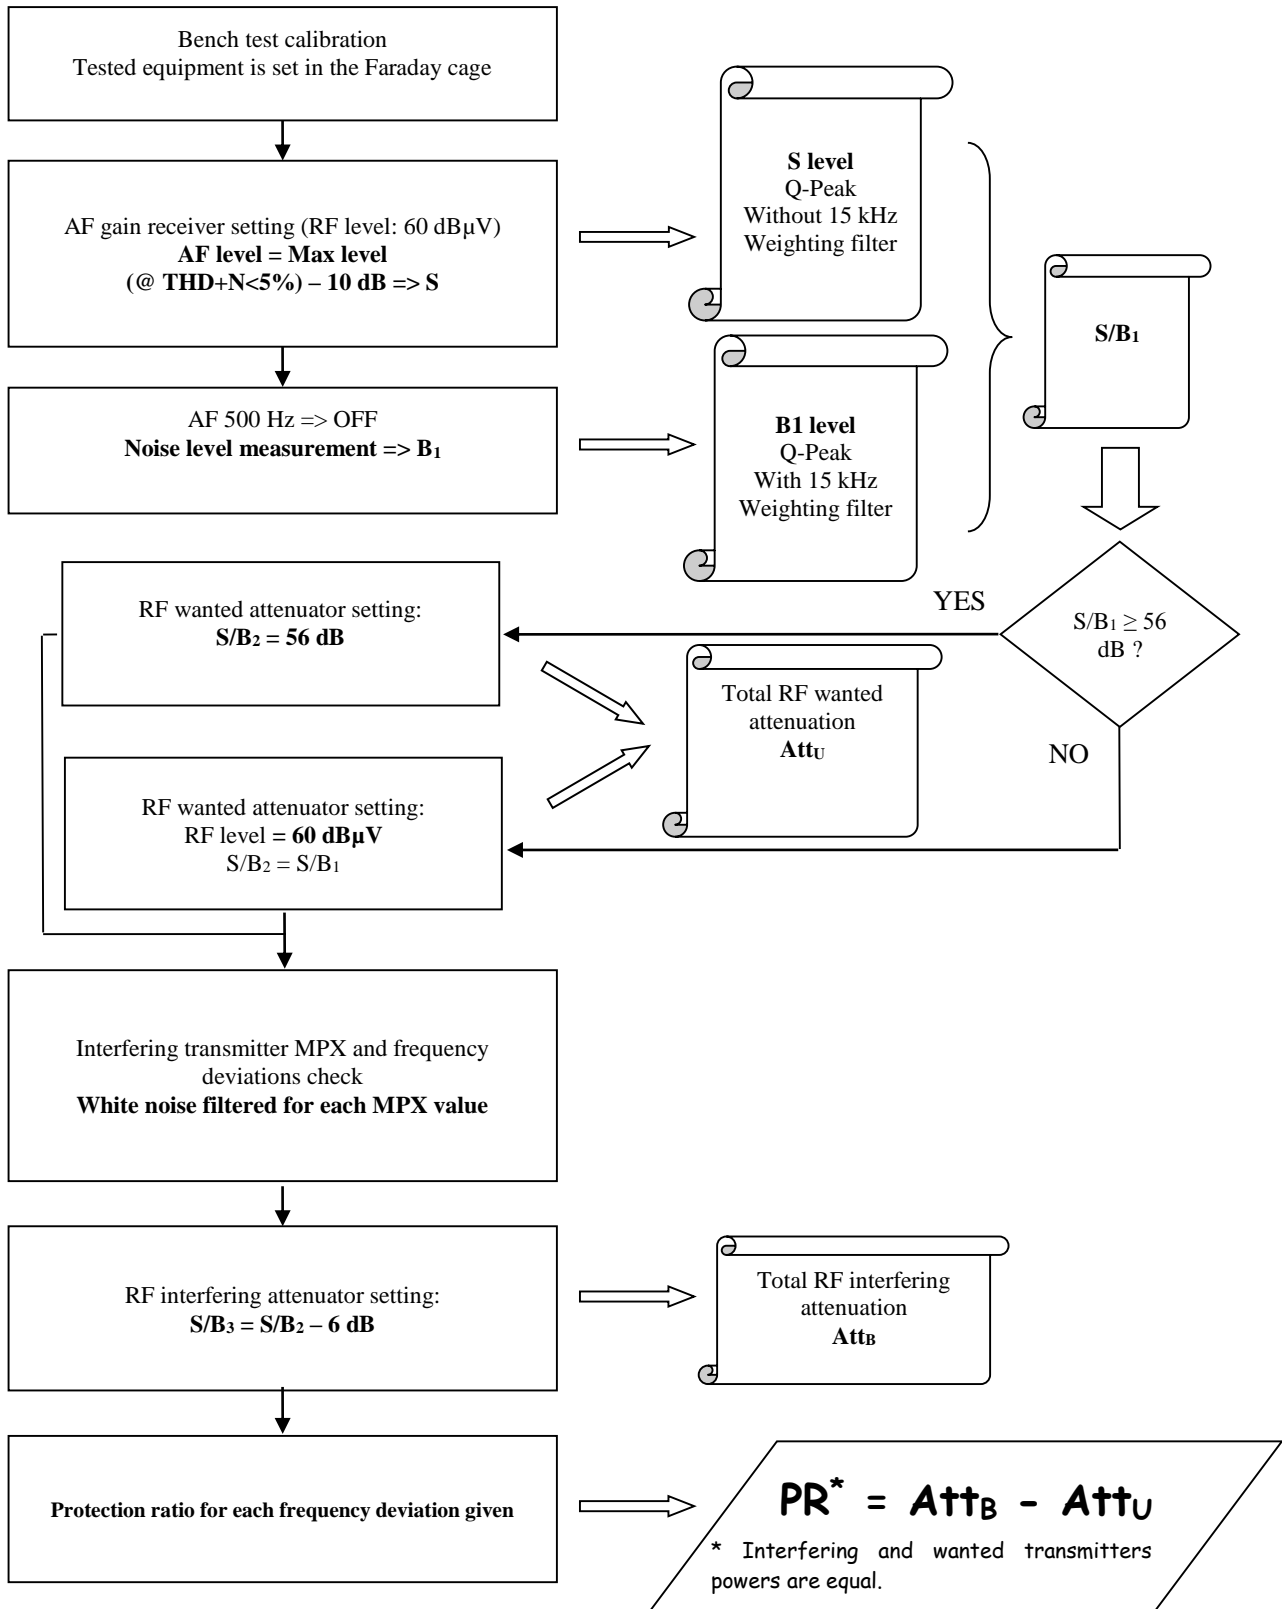 Bench test calibration
Tested equipment is set in the Faraday cage
AF gain receiver setting (RF level: 60 dBµV)
AF level = Max level
(@ THD+N<5%) – 10 dB => S
S level
Q-Peak
Without 15 kHz
Weighting filter
S/B1
AF 500 Hz => OFF
Noise level measurement => B1
B1 level
Q-Peak
With 15 kHz
Weighting filter
S/B1 ≥ 56
dB ?
YES
NO
RF wanted attenuator setting:
S/B2 = 56 dB
Total RF wanted
attenuation
AttU
RF wanted attenuator setting:
RF level = 60 dBµV
S/B2 = S/B1
Interfering transmitter MPX and frequency
deviations check
White noise filtered for each MPX value
RF interfering attenuator setting:
S/B3 = S/B2 – 6 dB
Total RF interfering
attenuation
AttB
Protection ratio for each frequency deviation given
PR* = AttB - AttU
* Interfering and wanted transmitters
powers are equal.